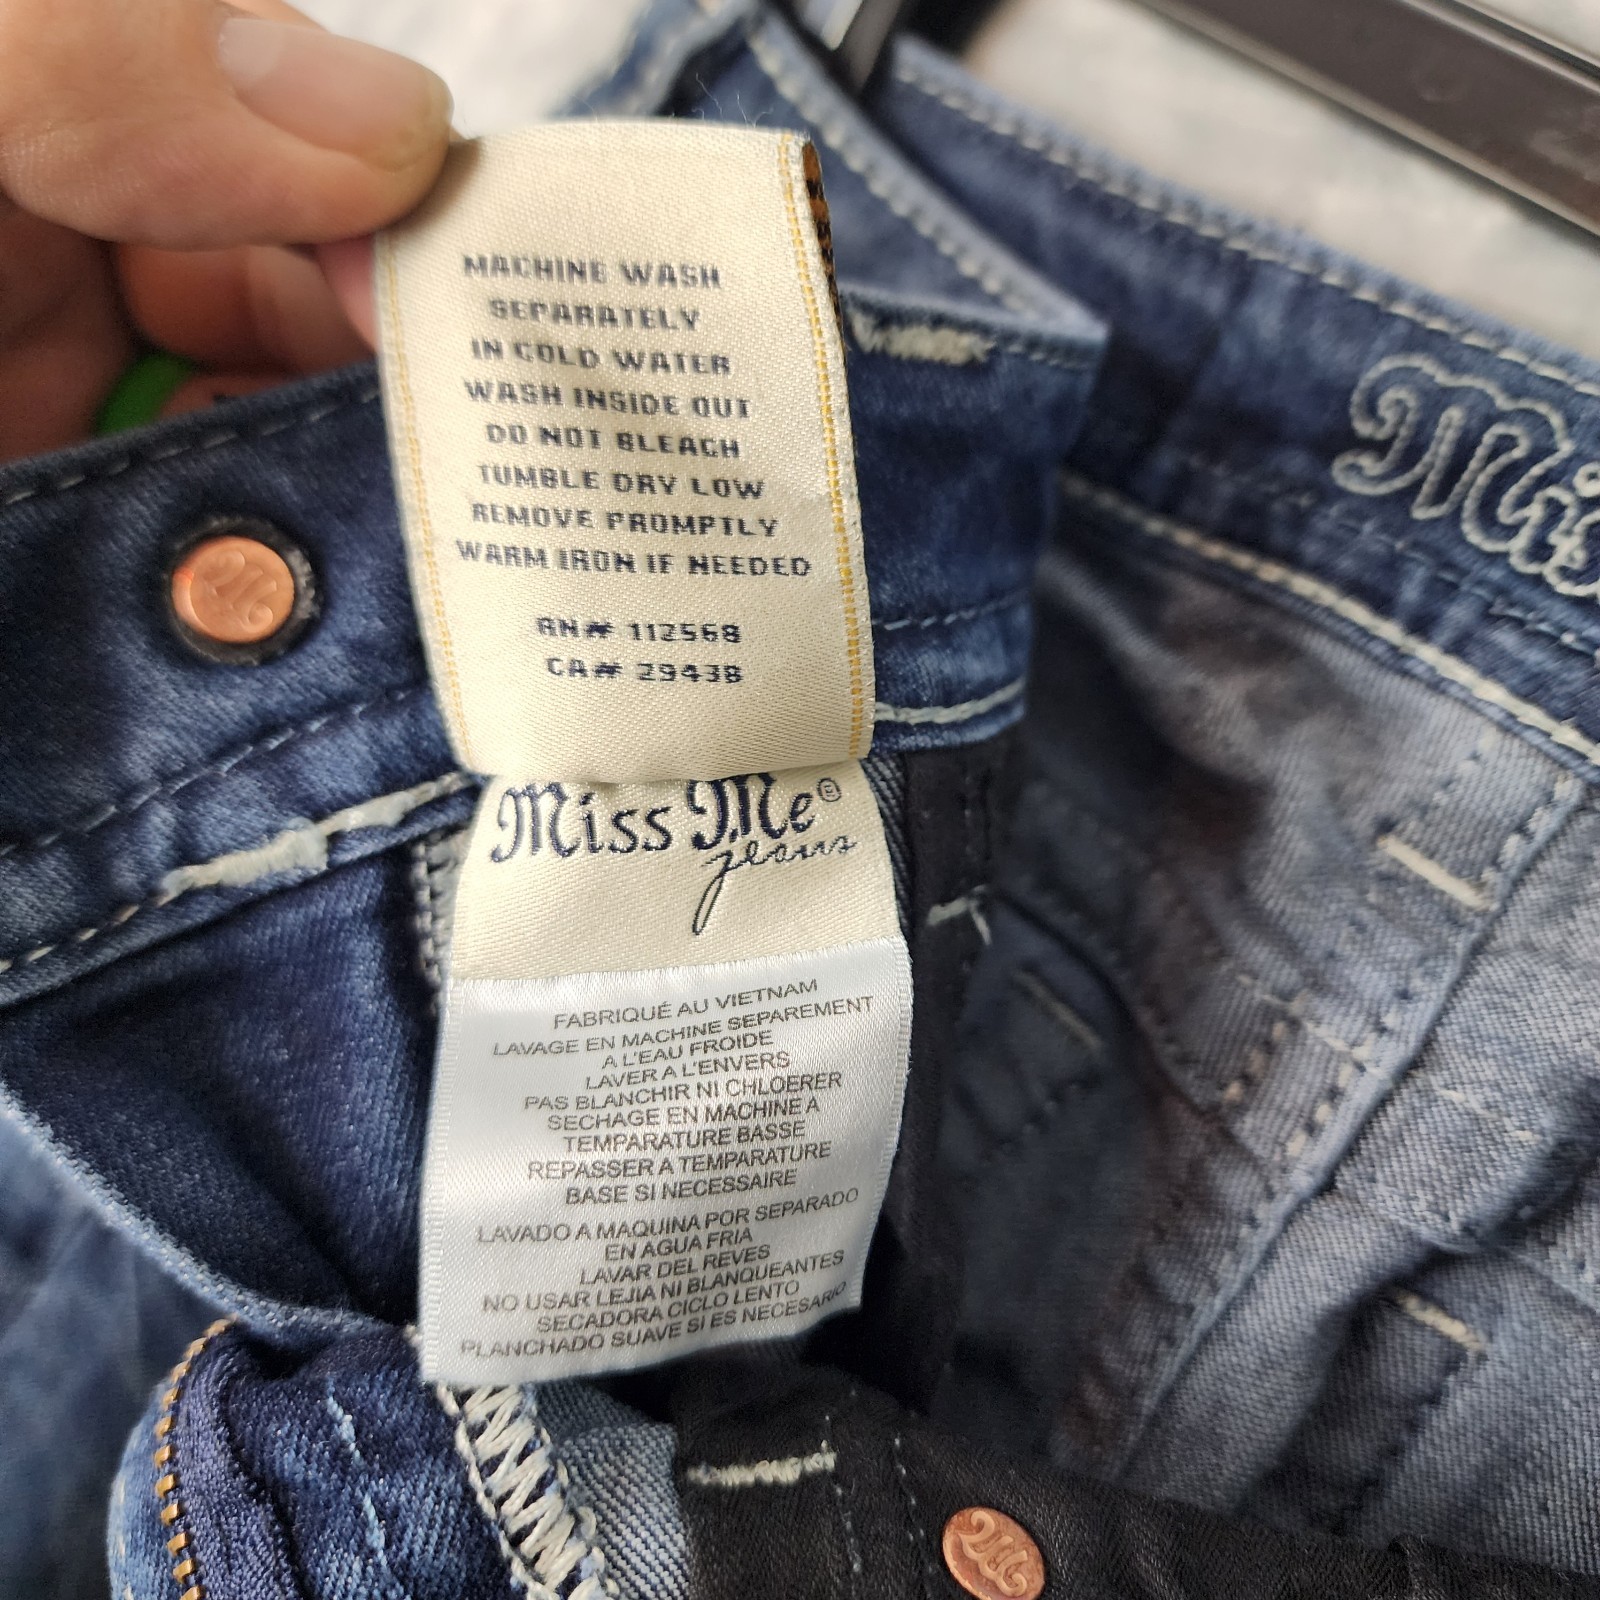 MACHINE WASH
SEPARATELY
IN COLD WATER
WASH INSIDE OUT
DO NOT BLEACH
TUMBLE DRY LOW
REMOVE PROMPTLY
WARM IRON IF NEEDED
RN# 112568
CA# 29438
Miss Me®
jeans
FABRIQUÉ AU VIETNAM
LAVAGE EN MACHINE SEPAREMENT
A L'EAU FROIDE
LAVER A L'ENVERS
PAS BLANCHIR NI CHLOERER
SECHAGE EN MACHINE A
TEMPARATURE BASSE
REPASSER A TEMPARATURE
BASE SI NECESSAIRE
LAVADO A MAQUINA POR SEPARADO
EN AGUA FRIA
LAVAR DEL REVES
NO USAR LEJIA NI BLANQUEANTES
SECADORA CICLO LENTO
PLANCHADO SUAVE SI ES NECESARIO
Mis
M
M